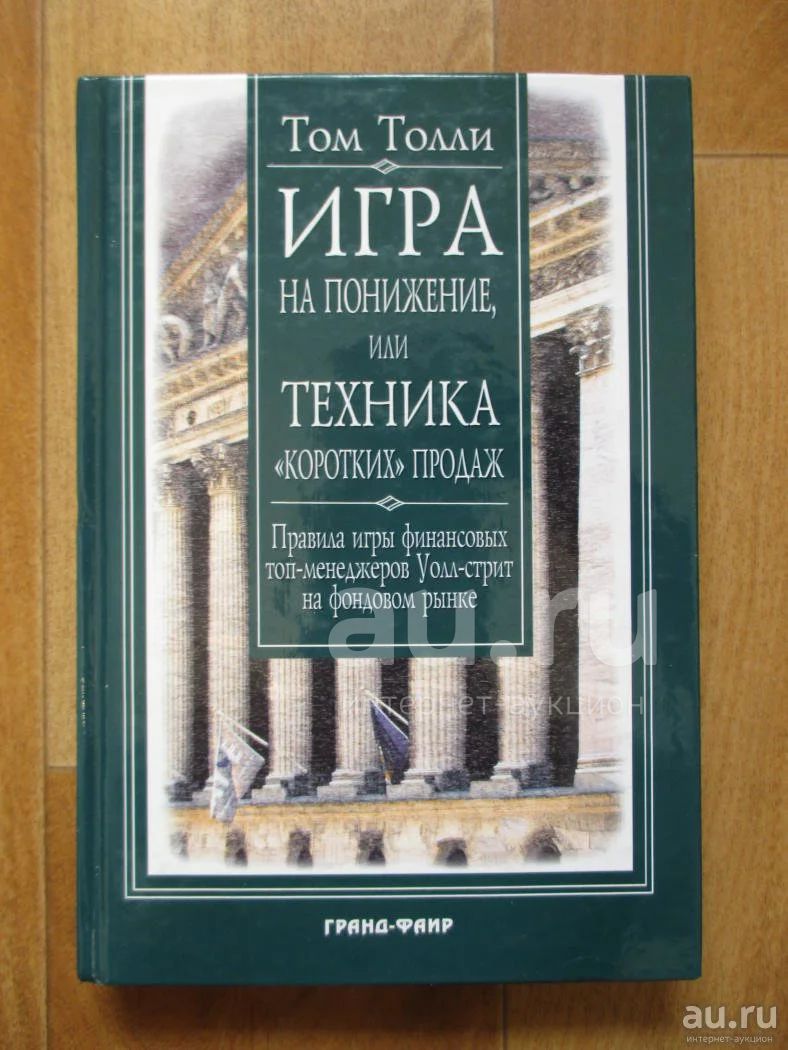 Том Толли
ИГРА
НА ПОНИЖЕНИЕ,
ИЛИ
ТЕХНИКА
«КОРОТКИХ» ПРОДАЖ
Правила игры финансовых
топ-менеджеров Уолл-стрит
на фондовом рынке
au.ru
интернет-аукцион
ГРАНД-ФАИР
au.ru
интернет-аукцион